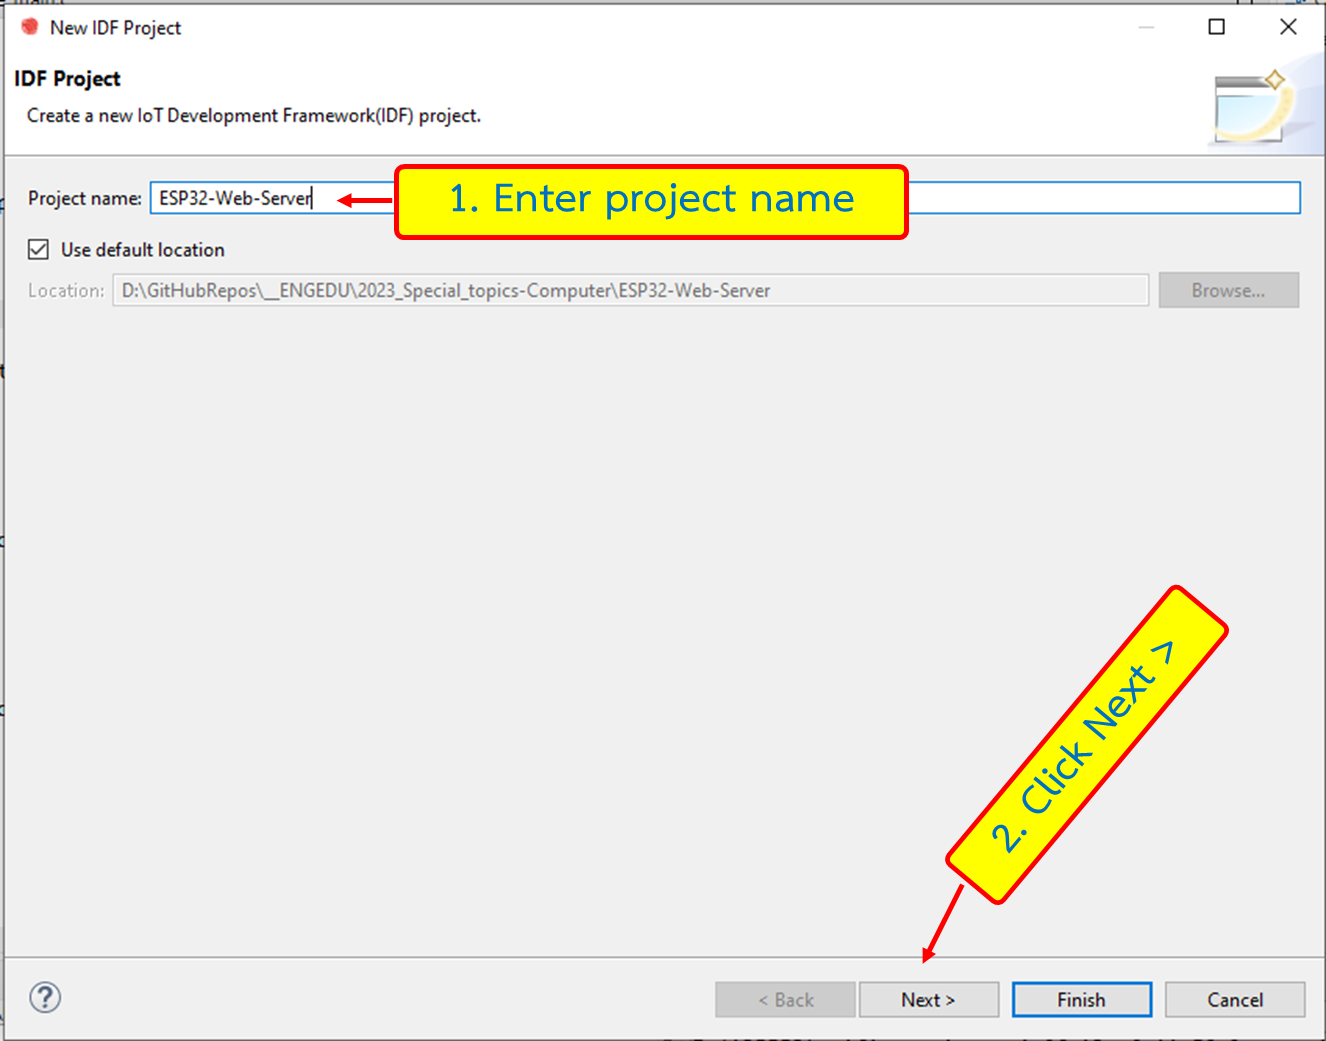 New IDF Project
IDF Project
Create a new IoT Development Framework(IDF) project.
Project name: ESP32-Web-Server
1. Enter project name
Use default location
Location: D:\GitHubRepos\__ENGEDU\2023_Special_topics-Computer\ESP32-Web-Server Browse...
2. Click Next >
? < Back Next > Finish Cancel